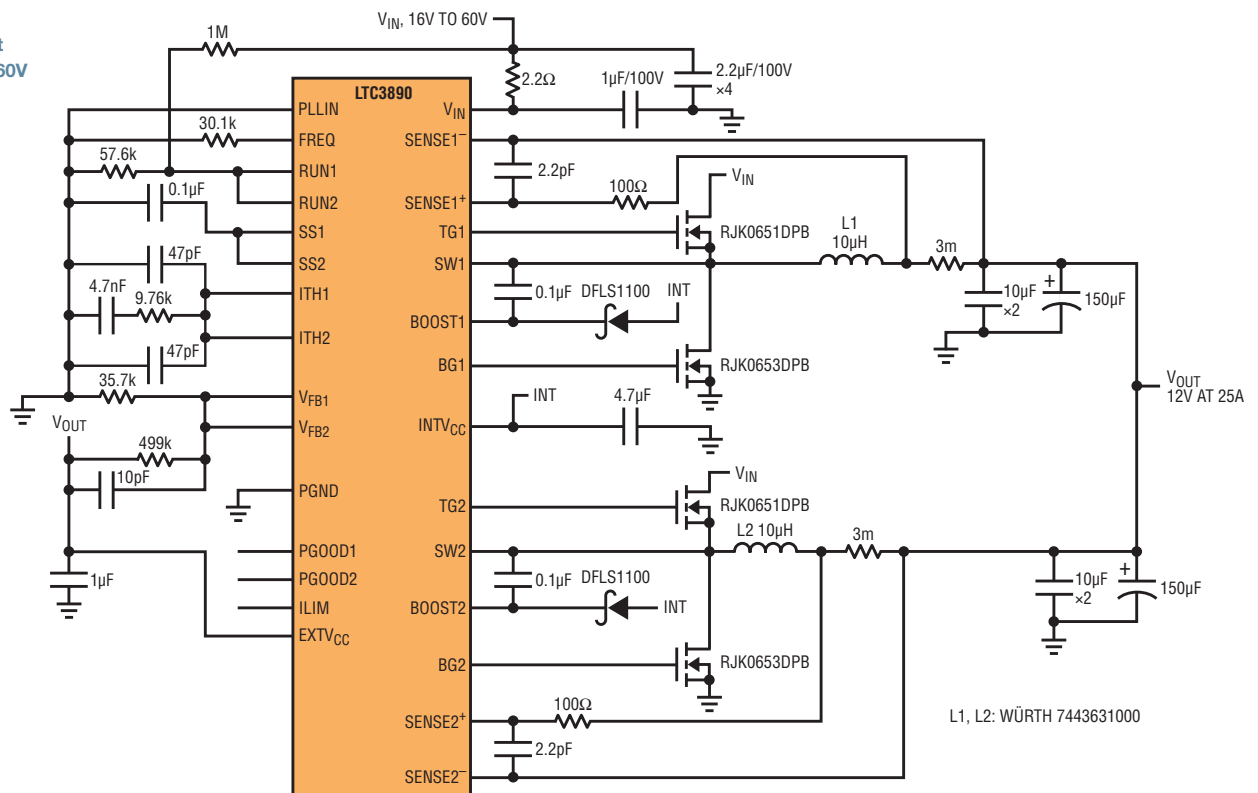 t
60V
VIN, 16V TO 60V
1M
2.2Ω
1µF/100V
2.2µF/100V
×4
LTC3890
PLLIN
VIN
30.1k
FREQ
SENSE1–
57.6k
RUN1
2.2pF
100Ω
VIN
0.1µF
RUN2
SENSE1+
SS1
TG1
RJK0651DPB
L1
10µH
3m
47pF
SS2
SW1
4.7nF
9.76k
ITH1
0.1µF
DFLS1100
INT
10µF
×2
+
150µF
ITH2
BOOST1
47pF
BG1
RJK0653DPB
35.7k
VOUT
12V AT 25A
VFB1
INT
4.7µF
VOUT
VFB2
INTVCC
499k
10pF
VIN
PGND
TG2
RJK0651DPB
L2 10µH
3m
PGOOD1
SW2
1µF
PGOOD2
0.1µF
DFLS1100
10µF
×2
+
150µF
ILIM
BOOST2
INT
EXTVCC
BG2
RJK0653DPB
100Ω
SENSE2+
L1, L2: WÜRTH 7443631000
2.2pF
SENSE2–